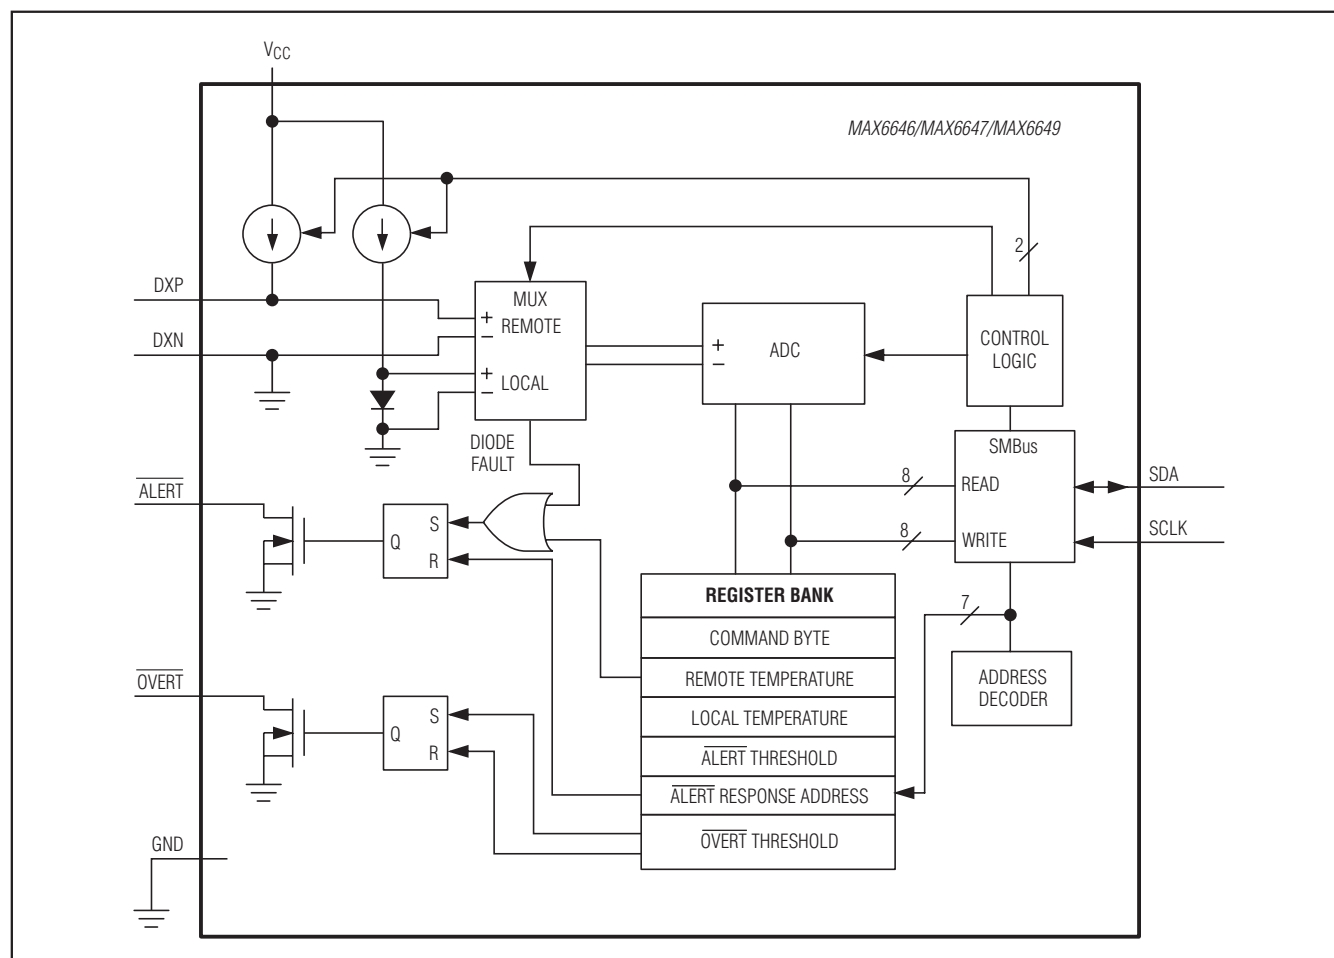 VCC
MAX6646/MAX6647/MAX6649
2
DXP
MUX
+
REMOTE
−
DXN
+
LOCAL
−
+
−
ADC
CONTROL
LOGIC
DIODE
FAULT
SMBus
8
READ
SDA
8
WRITE
SCLK
ALERT
S
Q
R
REGISTER BANK
COMMAND BYTE
REMOTE TEMPERATURE
LOCAL TEMPERATURE
ALERT THRESHOLD
ALERT RESPONSE ADDRESS
OVERT THRESHOLD
7
ADDRESS
DECODER
OVERT
S
Q
R
GND